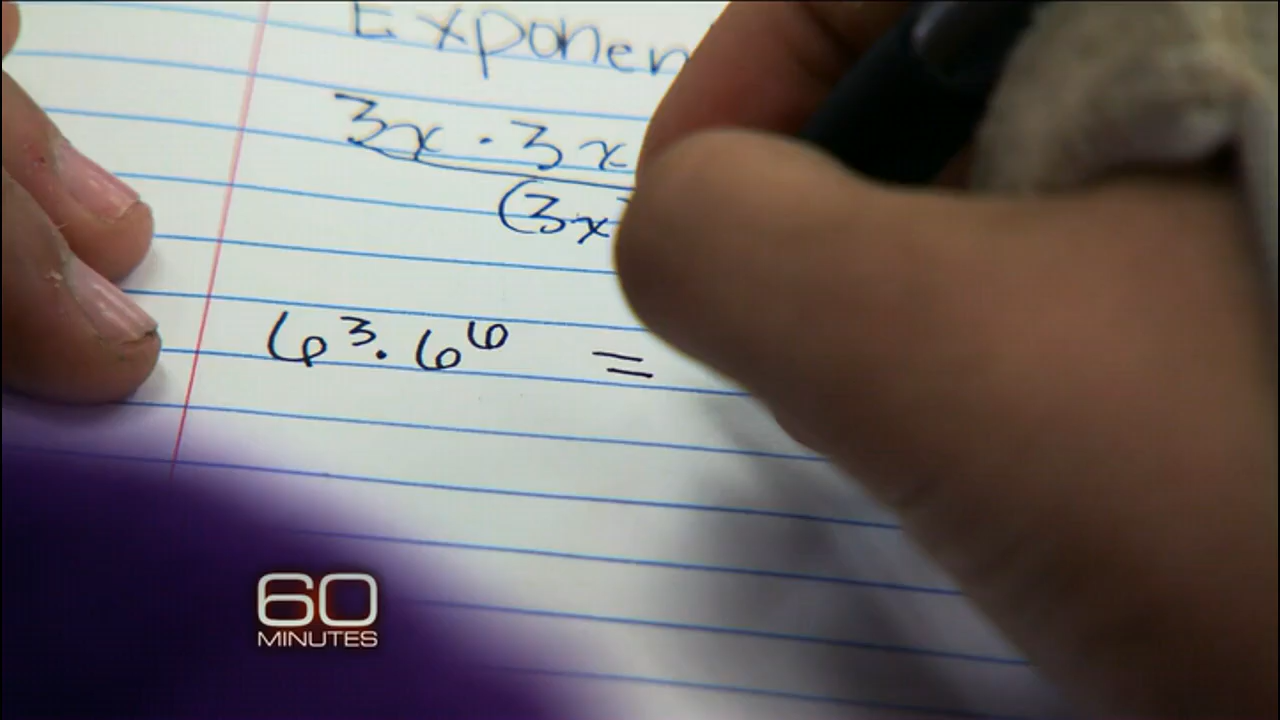 Exponen
3x · 3x
(3x
6³ · 6⁶ =
60
MINUTES